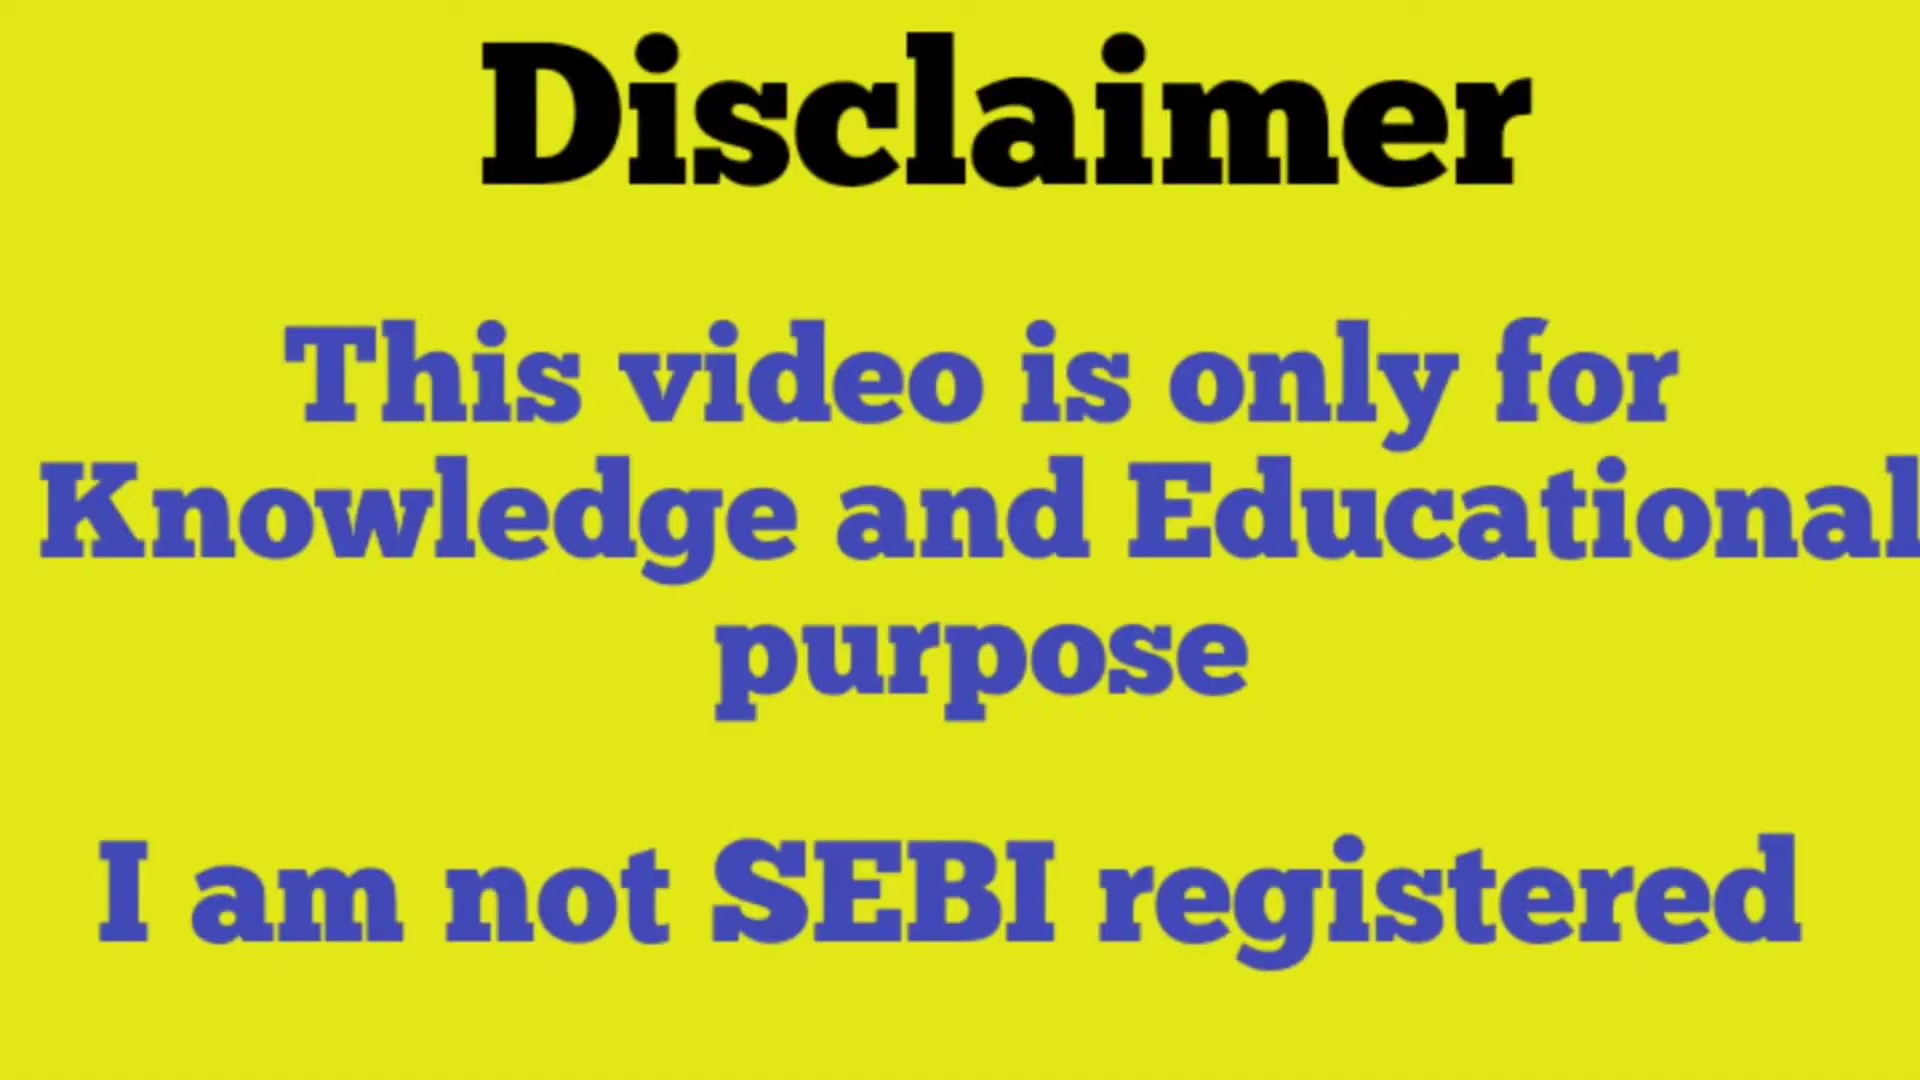 Disclaimer
This video is only for
Knowledge and Educational
purpose
I am not SEBI registered